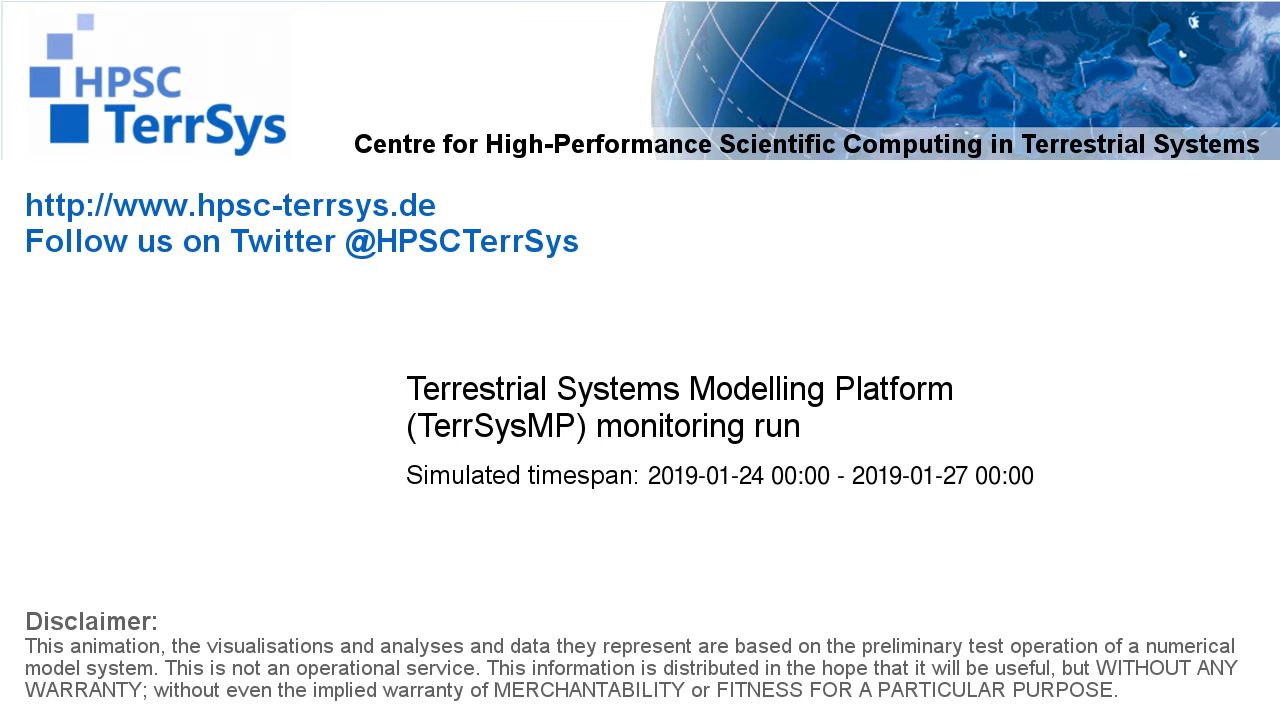 HPSC
TerrSys
Centre for High-Performance Scientific Computing in Terrestrial Systems
http://www.hpsc-terrsys.de
Follow us on Twitter @HPSCTerrSys
Terrestrial Systems Modelling Platform
(TerrSysMP) monitoring run
Simulated timespan: 2019-01-24 00:00 - 2019-01-27 00:00
Disclaimer:
This animation, the visualisations and analyses and data they represent are based on the preliminary test operation of a numerical
model system. This is not an operational service. This information is distributed in the hope that it will be useful, but WITHOUT ANY
WARRANTY; without even the implied warranty of MERCHANTABILITY or FITNESS FOR A PARTICULAR PURPOSE.